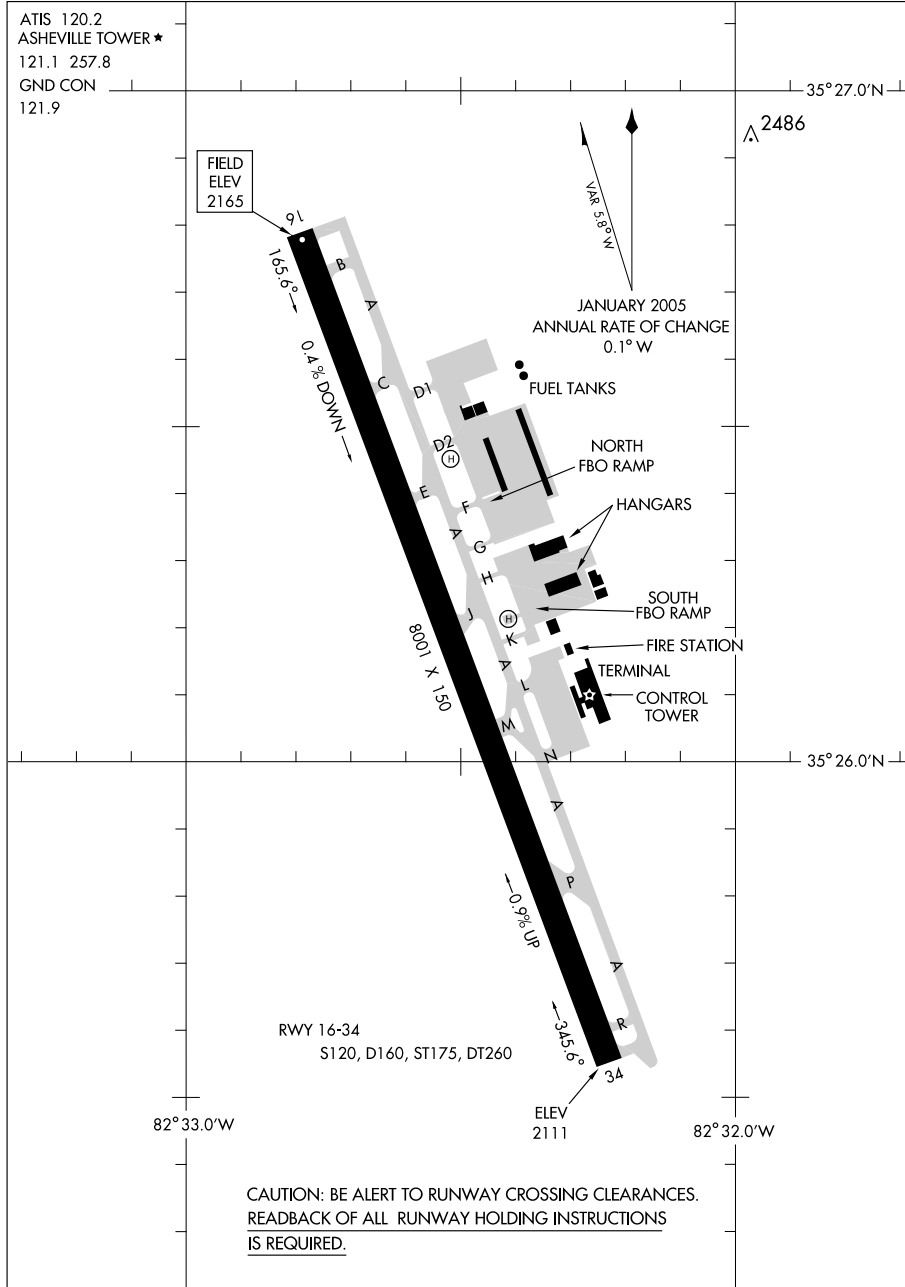 ATIS 120.2
ASHEVILLE TOWER★
121.1 257.8
GND CON
121.9
35°27.0'N
2486
FIELD
ELEV
2165
VAR 5.8°W
16
165.6°
B
A
JANUARY 2005
ANNUAL RATE OF CHANGE
0.1° W
0.4 % DOWN
C
D1
FUEL TANKS
D2
H
NORTH
FBO RAMP
E
F
HANGARS
A
G
H
SOUTH
FBO RAMP
J
H
8001 X 150
K
FIRE STATION
A
TERMINAL
L
CONTROL
TOWER
M
N
35°26.0'N
A
P
0.9% UP
A
R
RWY 16-34
S120, D160, ST175, DT260
345.6°
34
ELEV
2111
82°33.0'W
82°32.0'W
CAUTION: BE ALERT TO RUNWAY CROSSING CLEARANCES.
READBACK OF ALL RUNWAY HOLDING INSTRUCTIONS
IS REQUIRED.